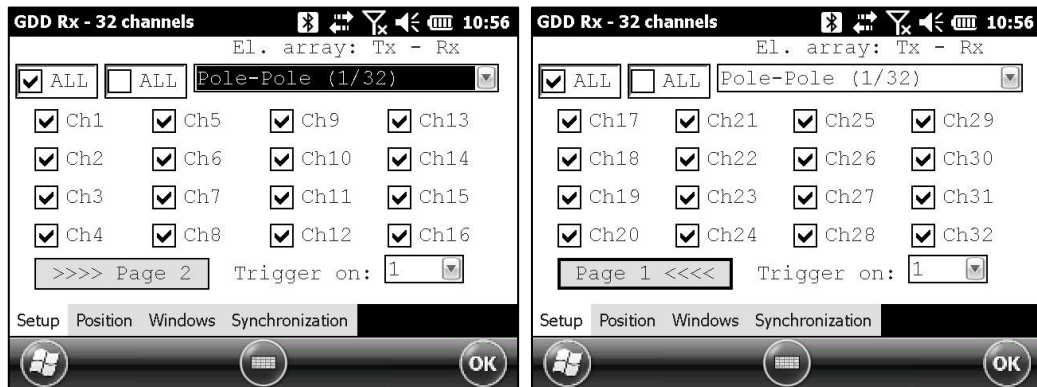 GDD Rx - 32 channels 10:56
El. array: Tx - Rx
ALL ALL Pole-Pole (1/32)
Ch1 Ch5 Ch9 Ch13
Ch2 Ch6 Ch10 Ch14
Ch3 Ch7 Ch11 Ch15
Ch4 Ch8 Ch12 Ch16
>>>> Page 2 Trigger on: 1
Setup Position Windows Synchronization
OK
GDD Rx - 32 channels 10:56
El. array: Tx - Rx
ALL ALL Pole-Pole (1/32)
Ch17 Ch21 Ch25 Ch29
Ch18 Ch22 Ch26 Ch30
Ch19 Ch23 Ch27 Ch31
Ch20 Ch24 Ch28 Ch32
Page 1 <<<< Trigger on: 1
Setup Position Windows Synchronization
OK